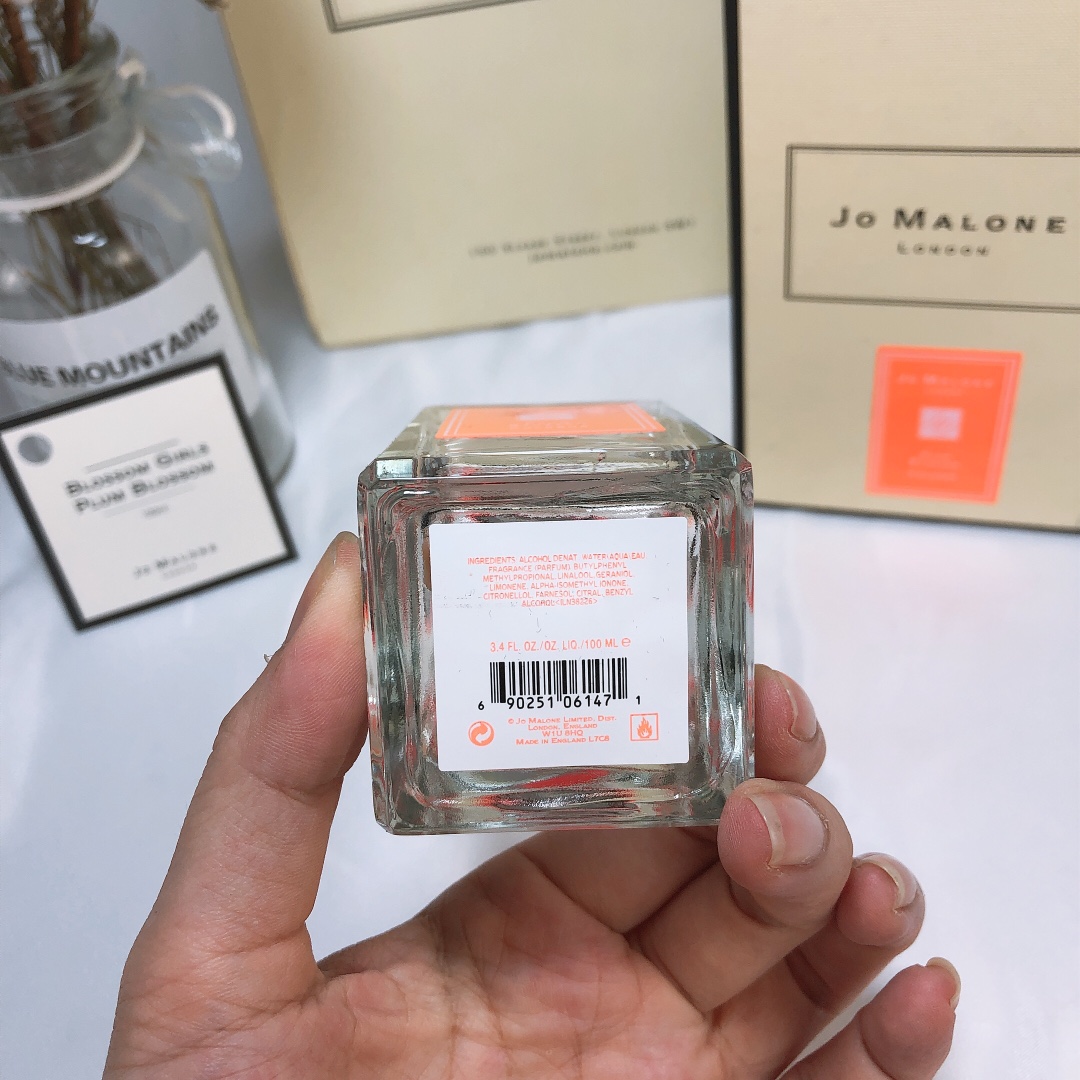 Jo Malone
London
BLUE MOUNTAINS
Blossom Girls
Plum Blossom
Jo Malone
London
INGREDIENTS: ALCOHOL DENAT., WATER\AQUA\EAU,
FRAGRANCE (PARFUM), BUTYLPHENYL
METHYLPROPIONAL, LINALOOL, GERANIOL,
LIMONENE, ALPHA-ISOMETHYL IONONE,
CITRONELLOL, FARNESOL, CITRAL, BENZYL
ALCOHOL
3.4 FL. OZ./OZ. LIQ./100 ML ℮
6 90251 06147 1
© Jo Malone Limited, Dist.
London, England
W1U 8HQ
Made in England L7C8